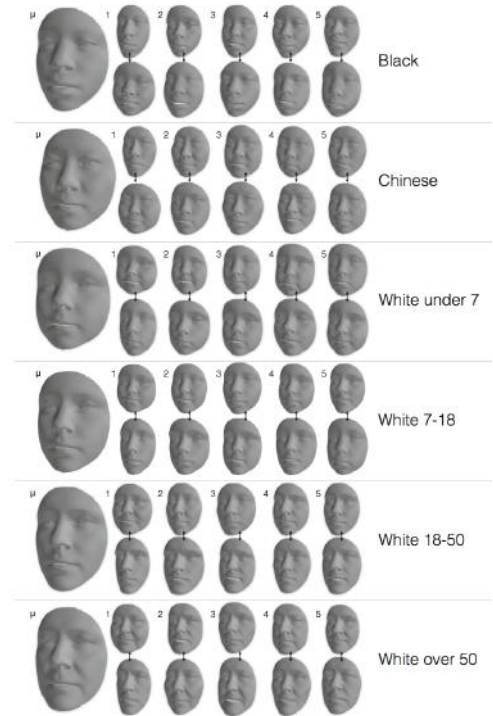 μ 1 2 3 4 5
Black
μ 1 2 3 4 5
Chinese
μ 1 2 3 4 5
White under 7
μ 1 2 3 4 5
White 7-18
μ 1 2 3 4 5
White 18-50
μ 1 2 3 4 5
White over 50